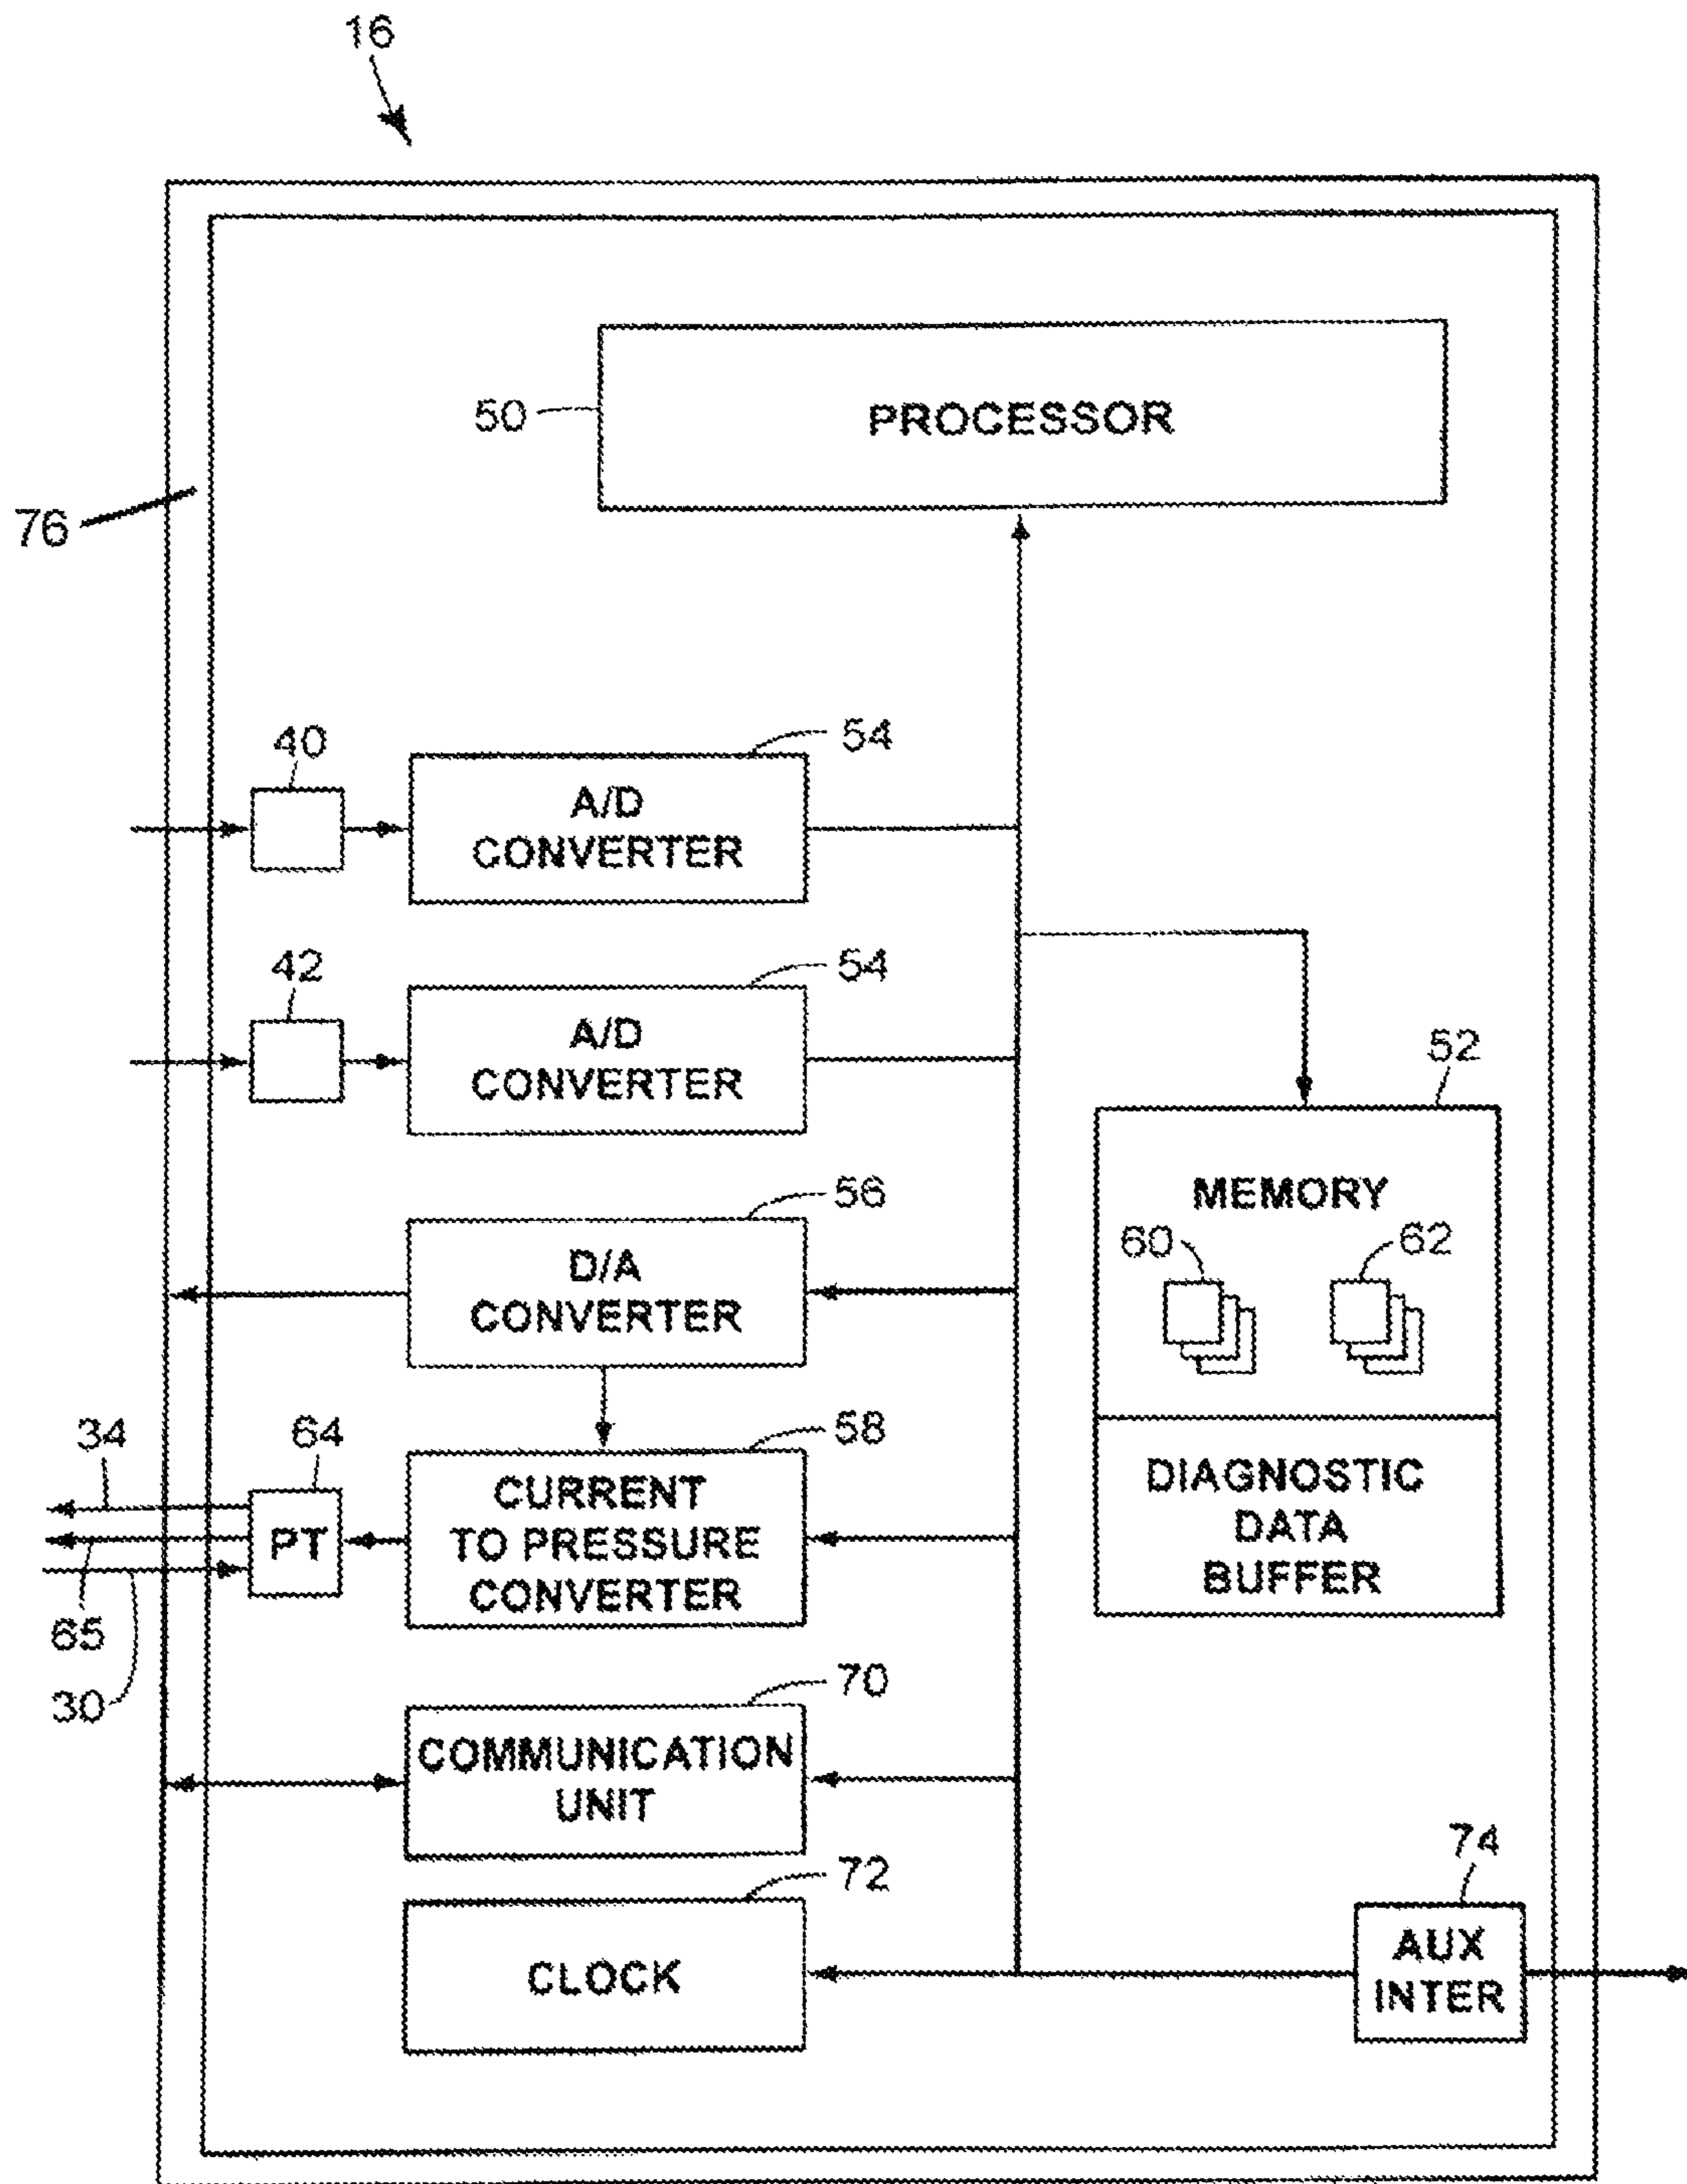 16
50
PROCESSOR
76
40
54
A/D
CONVERTER
42
54
A/D
CONVERTER
52
MEMORY
60
62
56
D/A
CONVERTER
34
64
58
PT
CURRENT
TO PRESSURE
CONVERTER
DIAGNOSTIC
DATA
BUFFER
65
30
70
COMMUNICATION
UNIT
72
CLOCK
74
AUX
INTER